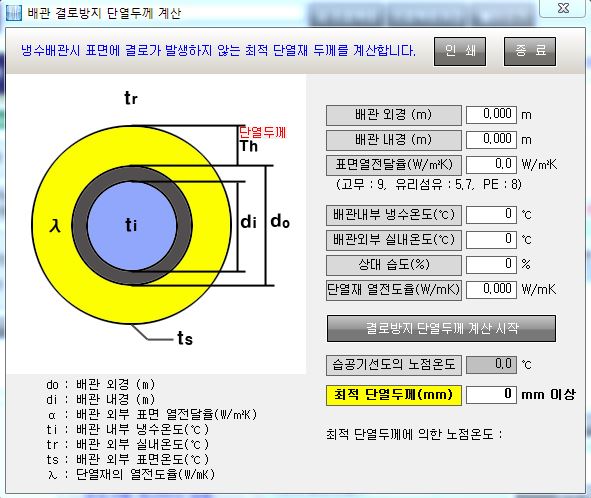 배관 결로방지 단열두께 계산
냉수배관시 표면에 결로가 발생하지 않는 최적 단열재 두께를 계산합니다.
인 쇄
종 료
tr
단열두께
Th
λ
ti
di
do
ts
do : 배관 외경 (m)
di : 배관 내경 (m)
α : 배관 외부 표면 열전달율(W/m²K)
ti : 배관 내부 냉수온도(℃)
tr : 배관 외부 실내온도(℃)
ts : 배관 외부 표면온도(℃)
λ : 단열재의 열전도율(W/mK)
배관 외경 (m) 0,000 m
배관 내경 (m) 0,000 m
표면열전달율(W/m²K) 0,0 W/m²K
(고무 : 9, 유리섬유 : 5,7, PE : 8)
배관내부 냉수온도(℃) 0 ℃
배관외부 실내온도(℃) 0 ℃
상대 습도(%) 0 %
단열재 열전도율(W/mK) 0,000 W/mK
결로방지 단열두께 계산 시작
습공기선도의 노점온도 0,0 ℃
최적 단열두께(mm) 0 mm 이상
최적 단열두께에 의한 노점온도 :